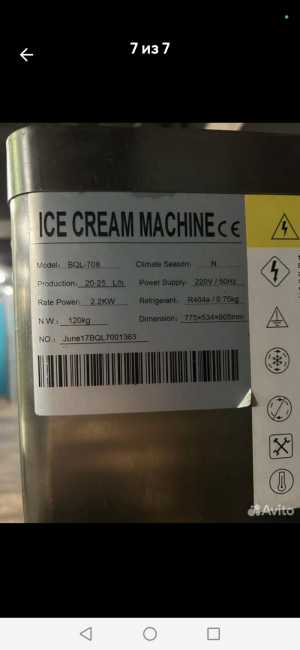 7 из 7
ICE CREAM MACHINE CE
Model: BQL-708 Climate Season: N
Production: 20-25 L/h Power Supply: 220V / 50Hz
Rate Power: 2.2KW Refrigerant: R404a / 0.75kg
N W.: 120kg Dimension: 775×534×805mm
NO.: June17BQL7001363
Avito